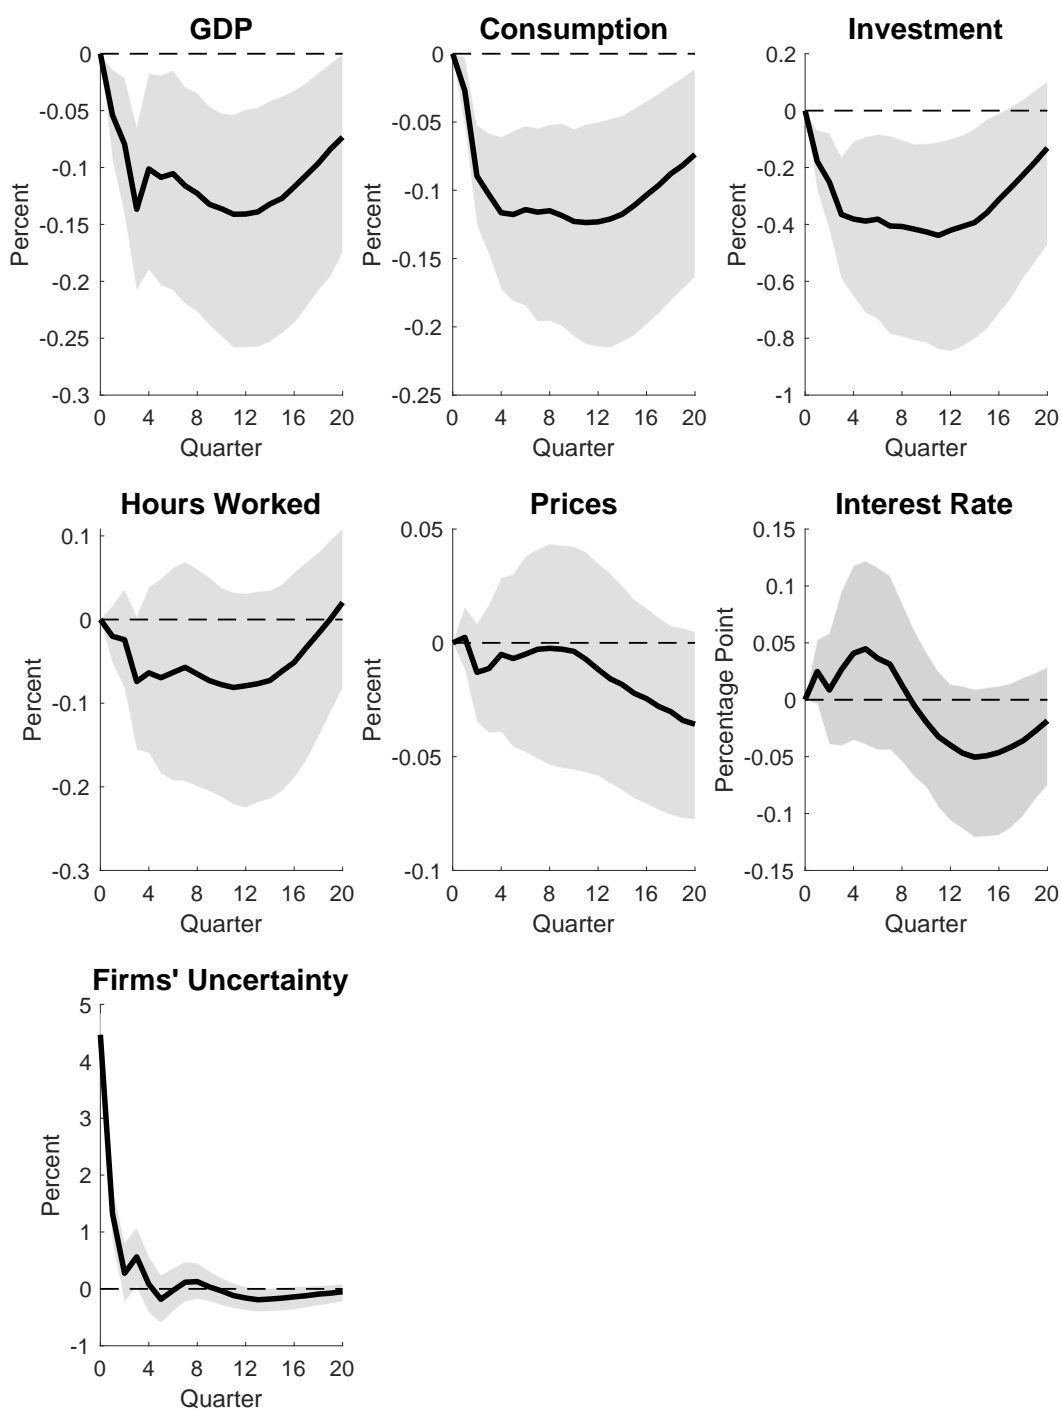 GDP
Consumption
Investment
0
-0.05
-0.1
-0.15
-0.2
-0.25
-0.3
Percent
0 4 8 12 16 20
Quarter
0
-0.05
-0.1
-0.15
-0.2
-0.25
Percent
0 4 8 12 16 20
Quarter
0.2
0
-0.2
-0.4
-0.6
-0.8
-1
Percent
0 4 8 12 16 20
Quarter
Hours Worked
Prices
Interest Rate
0.1
0
-0.1
-0.2
-0.3
Percent
0 4 8 12 16 20
Quarter
0.05
0
-0.05
-0.1
Percent
0 4 8 12 16 20
Quarter
0.15
0.1
0.05
0
-0.05
-0.1
-0.15
Percentage Point
0 4 8 12 16 20
Quarter
Firms' Uncertainty
5
4
3
2
1
0
-1
Percent
0 4 8 12 16 20
Quarter